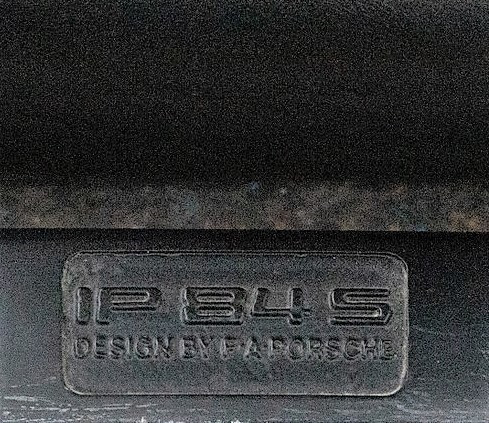 IP 84 S
DESIGN BY F A PORSCHE